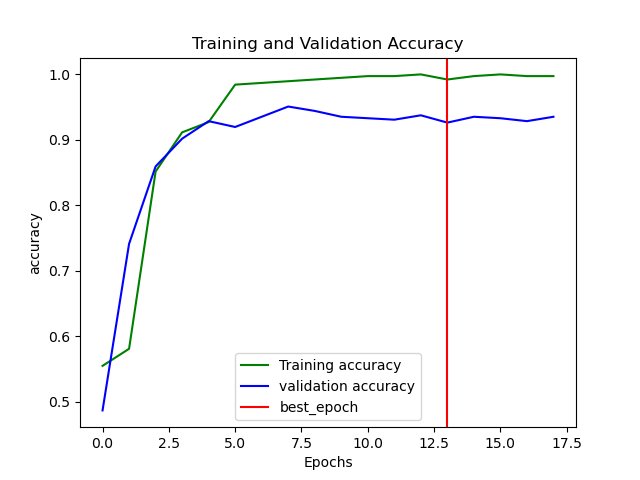 Training and Validation Accuracy
accuracy
1.0
0.9
0.8
0.7
0.6
0.5
Training accuracy
validation accuracy
best_epoch
0.0 2.5 5.0 7.5 10.0 12.5 15.0 17.5
Epochs